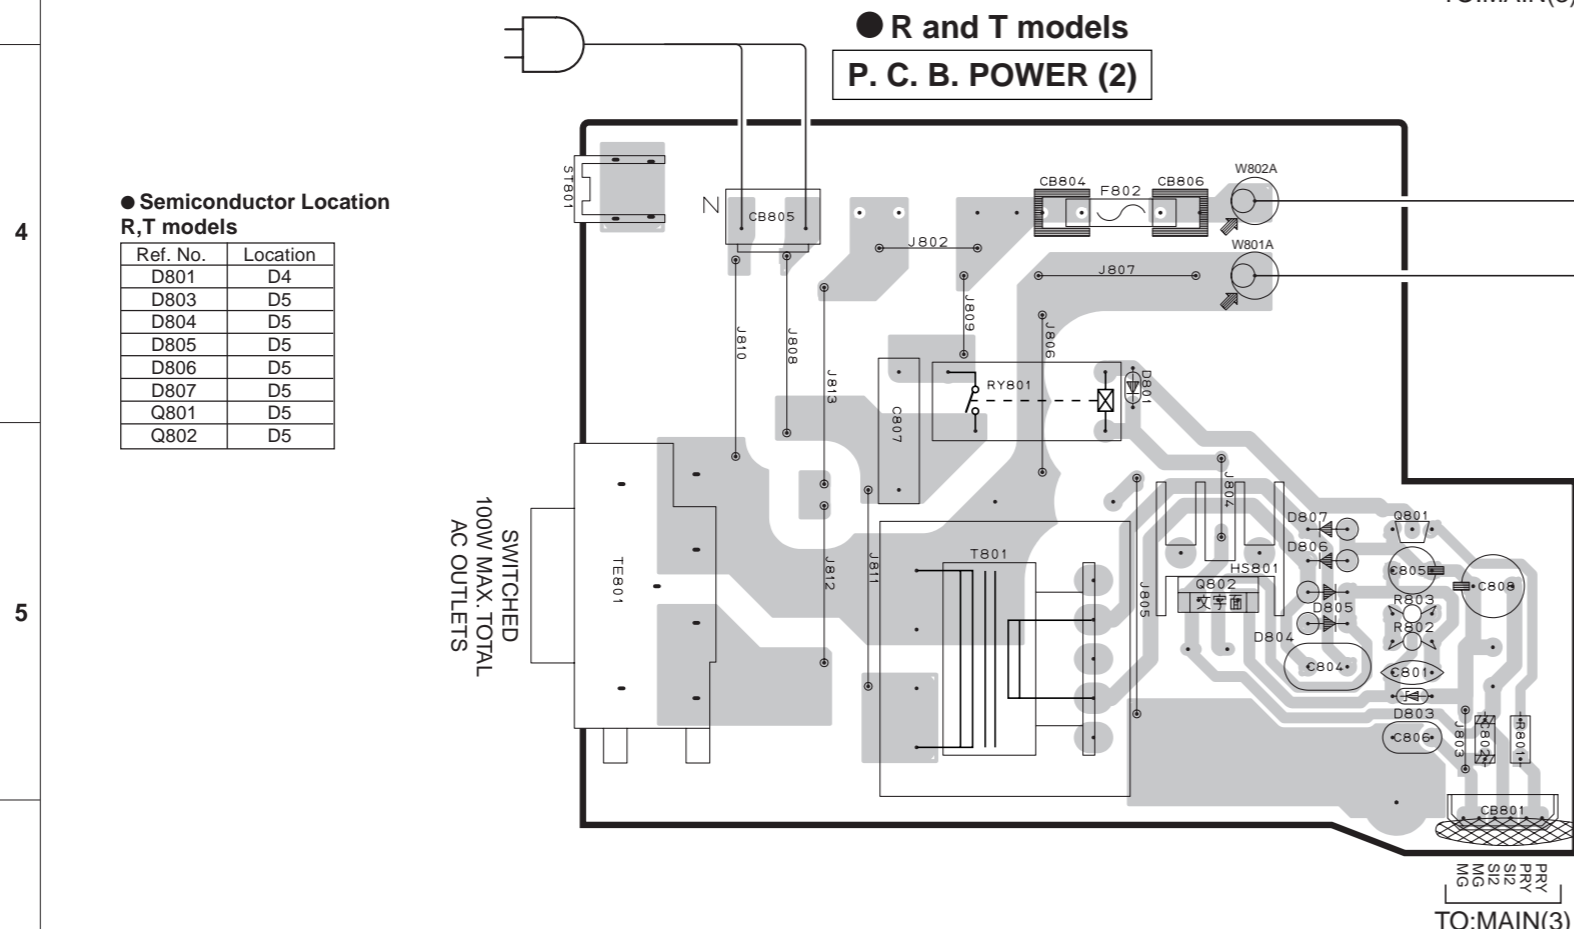 ● R and T models
P. C. B. POWER (2)
● Semiconductor Location
R,T models
Ref. No. Location
D801 D4
D803 D5
D804 D5
D805 D5
D806 D5
D807 D5
Q801 D5
Q802 D5
4
5
ST801
N
CB805
J802
CB804
F802
CB806
W802A
W801A
J807
J809
J806
J810
J808
J813
C807
RY801
D801
J804
SWITCHED
100W MAX. TOTAL
AC OUTLETS
TE801
J812
J811
T801
J805
HS801
Q802
文字面
D807
D806
D805
D804
C804
Q801
C805
C808
R803
R802
C801
D803
C806
J803
C802
R801
CB801
MG
MG
SI2
SI2
PRY
PRY
TO:MAIN(3)